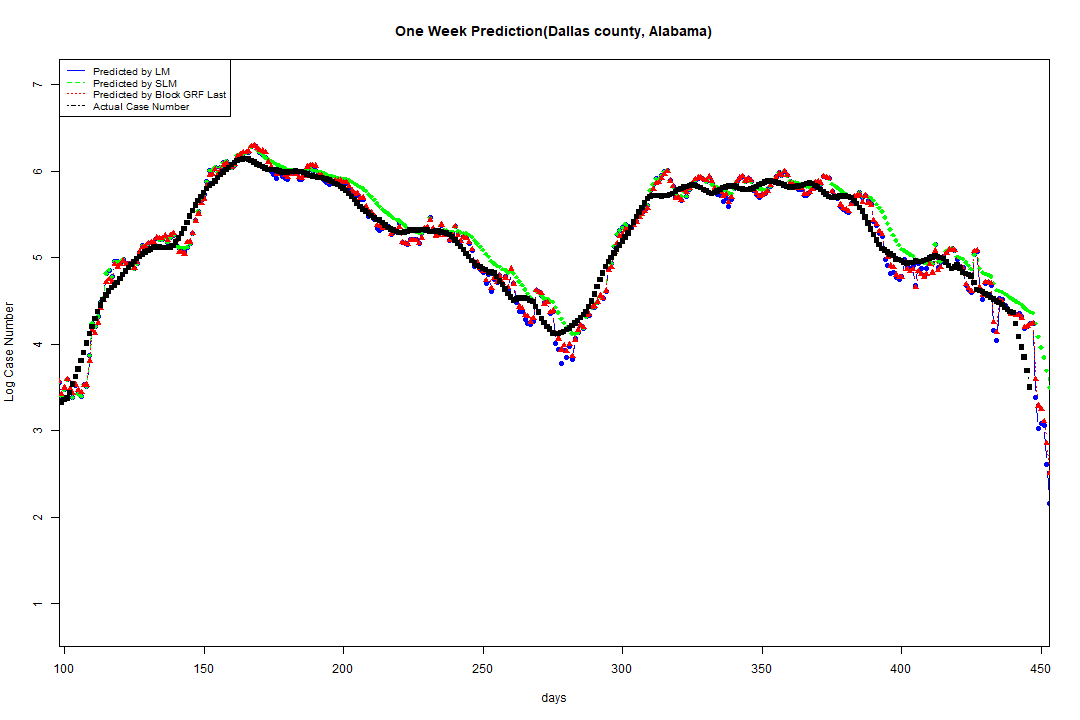 One Week Prediction(Dallas county, Alabama)
Predicted by LM
Predicted by SLM
Predicted by Block GRF Last
Actual Case Number
7
6
5
4
3
2
1
Log Case Number
100 150 200 250 300 350 400 450
days